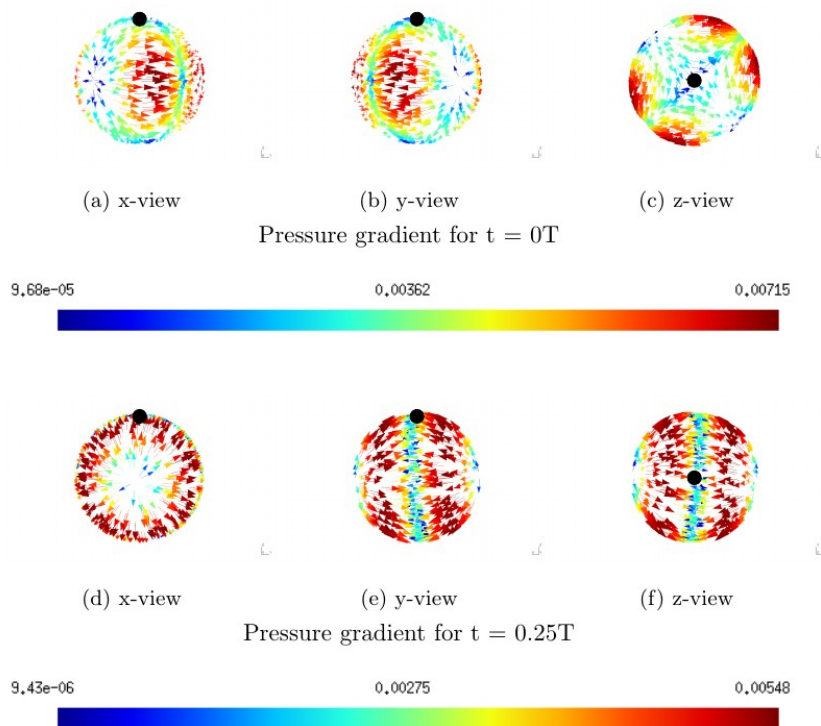 (a) x-view (b) y-view (c) z-view
Pressure gradient for t = 0T
9.68e-05 0.00362 0.00715
(d) x-view (e) y-view (f) z-view
Pressure gradient for t = 0.25T
9.43e-06 0.00275 0.00548